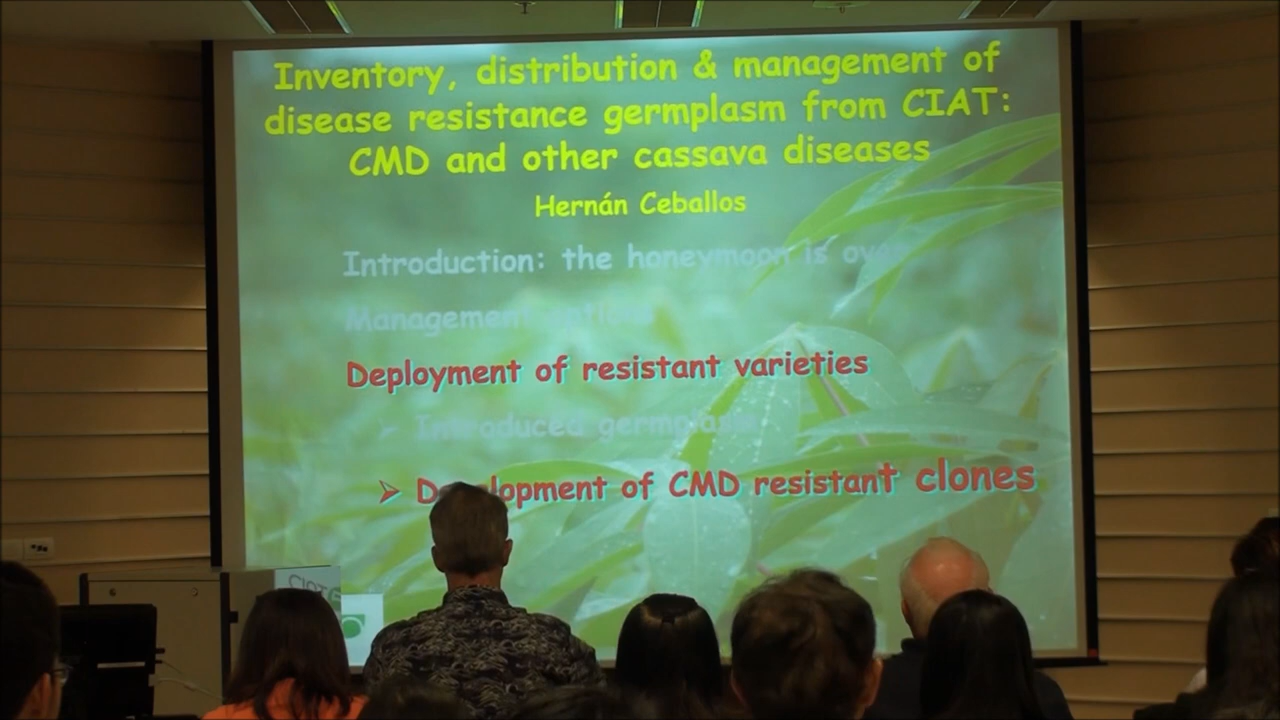 Inventory, distribution & management of
disease resistance germplasm from CIAT:
CMD and other cassava diseases
Hernán Ceballos
Introduction: the honeymoon is over
Management options
Deployment of resistant varieties
➢ Introduced germplasm
➢ Development of CMD resistant clones
CIAT